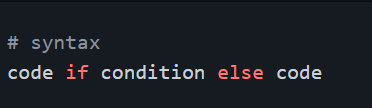 # syntax
code if condition else code